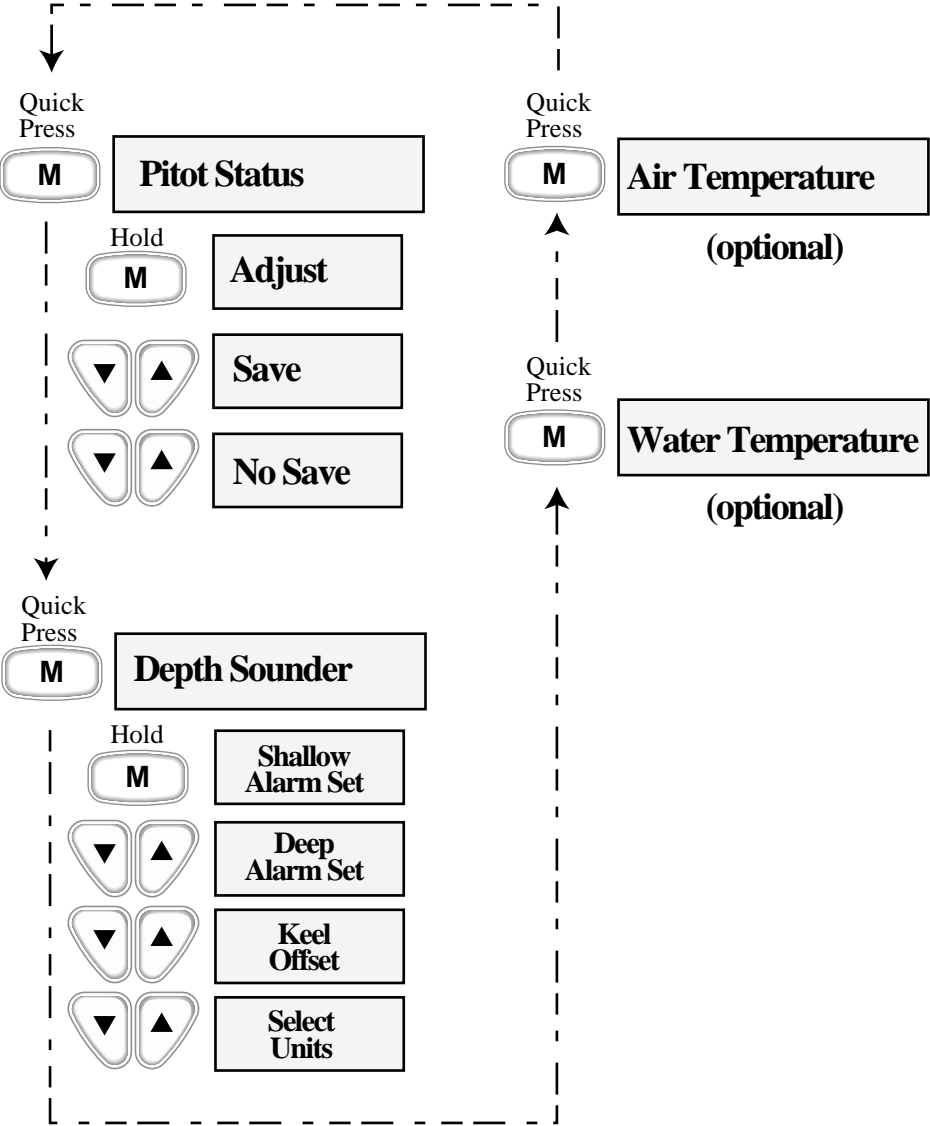 Quick
Press
M
Pitot Status
Hold
M
Adjust
Save
No Save
Quick
Press
M
Depth Sounder
Hold
M
Shallow
Alarm Set
Deep
Alarm Set
Keel
Offset
Select
Units
Quick
Press
M
Air Temperature
(optional)
Quick
Press
M
Water Temperature
(optional)